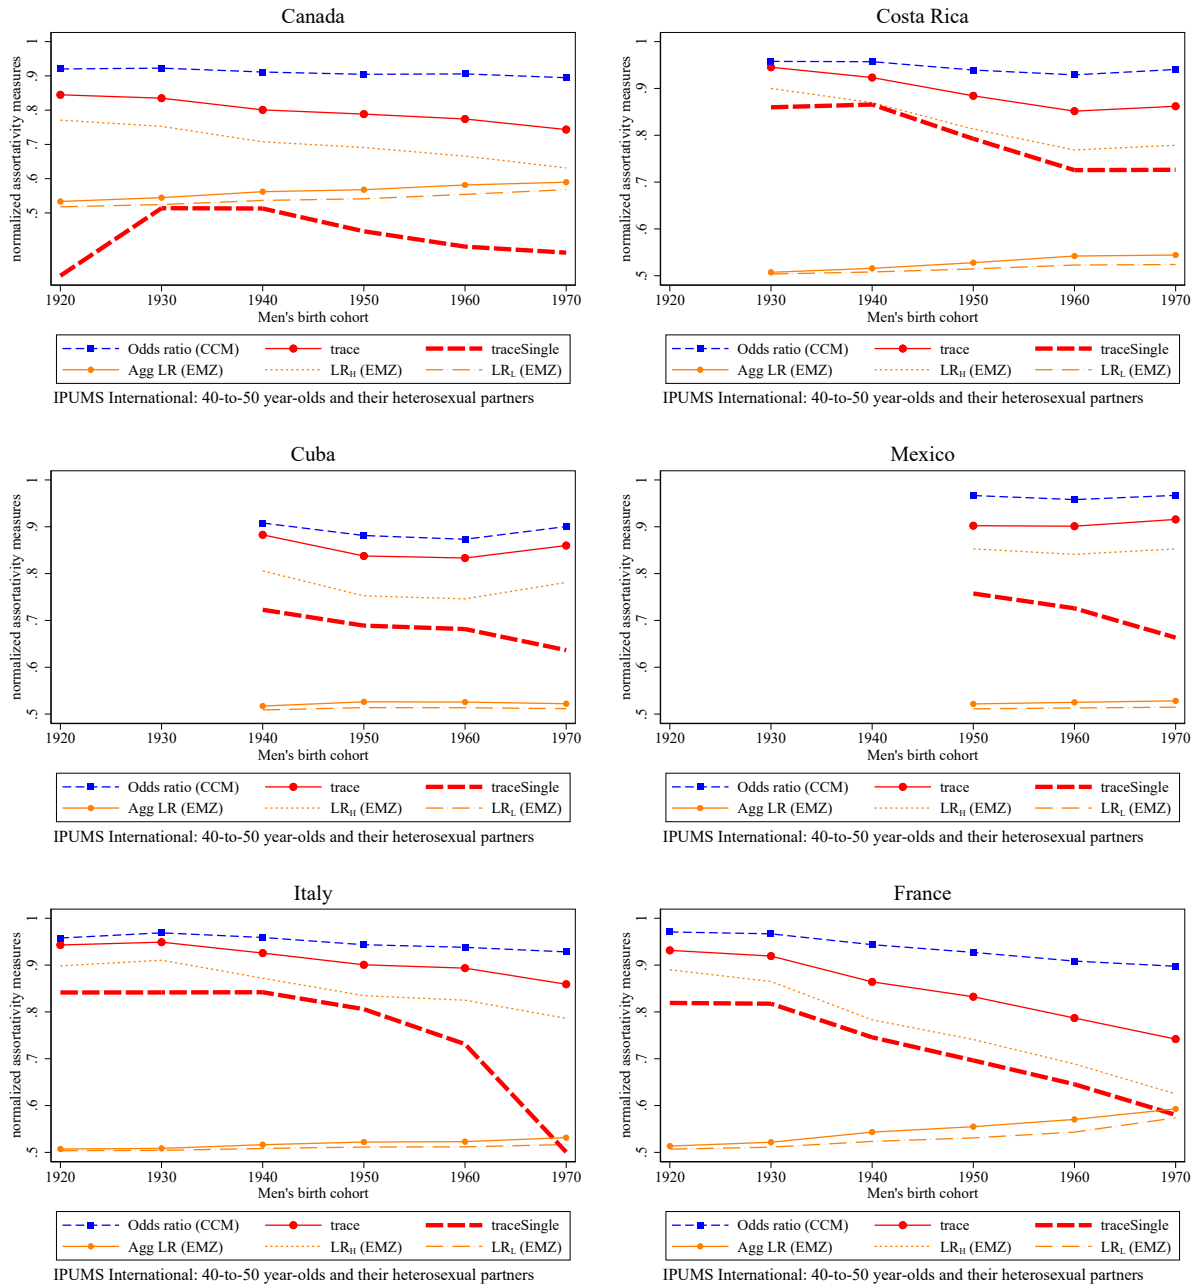 Canada
normalized assortativity measures
1
.9
.8
.7
.6
.5
1920 1930 1940 1950 1960 1970
Men's birth cohort
Odds ratio (CCM) trace traceSingle
Agg LR (EMZ) LR_H (EMZ) LR_L (EMZ)
IPUMS International: 40-to-50 year-olds and their heterosexual partners
Costa Rica
normalized assortativity measures
1
.9
.8
.7
.6
.5
1920 1930 1940 1950 1960 1970
Men's birth cohort
Odds ratio (CCM) trace traceSingle
Agg LR (EMZ) LR_H (EMZ) LR_L (EMZ)
IPUMS International: 40-to-50 year-olds and their heterosexual partners
Cuba
normalized assortativity measures
1
.9
.8
.7
.6
.5
1920 1930 1940 1950 1960 1970
Men's birth cohort
Odds ratio (CCM) trace traceSingle
Agg LR (EMZ) LR_H (EMZ) LR_L (EMZ)
IPUMS International: 40-to-50 year-olds and their heterosexual partners
Mexico
normalized assortativity measures
1
.9
.8
.7
.6
.5
1920 1930 1940 1950 1960 1970
Men's birth cohort
Odds ratio (CCM) trace traceSingle
Agg LR (EMZ) LR_H (EMZ) LR_L (EMZ)
IPUMS International: 40-to-50 year-olds and their heterosexual partners
Italy
normalized assortativity measures
1
.9
.8
.7
.6
.5
1920 1930 1940 1950 1960 1970
Men's birth cohort
Odds ratio (CCM) trace traceSingle
Agg LR (EMZ) LR_H (EMZ) LR_L (EMZ)
IPUMS International: 40-to-50 year-olds and their heterosexual partners
France
normalized assortativity measures
1
.9
.8
.7
.6
.5
1920 1930 1940 1950 1960 1970
Men's birth cohort
Odds ratio (CCM) trace traceSingle
Agg LR (EMZ) LR_H (EMZ) LR_L (EMZ)
IPUMS International: 40-to-50 year-olds and their heterosexual partners